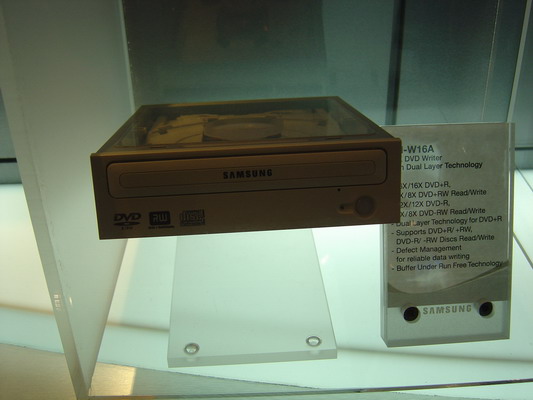 SAMSUNG
DVD
RW
-W16A
DVD Writer
Dual Layer Technology
X/16X DVD+R,
X/8X DVD+RW Read/Write
2X/12X DVD-R,
X/8X DVD-RW Read/Write
Dual Layer Technology for DVD+R
- Supports DVD+R/ +RW,
DVD-R/ -RW Discs Read/Write
- Defect Management
for reliable data writing
- Buffer Under Run Free Technology
SAMSUNG